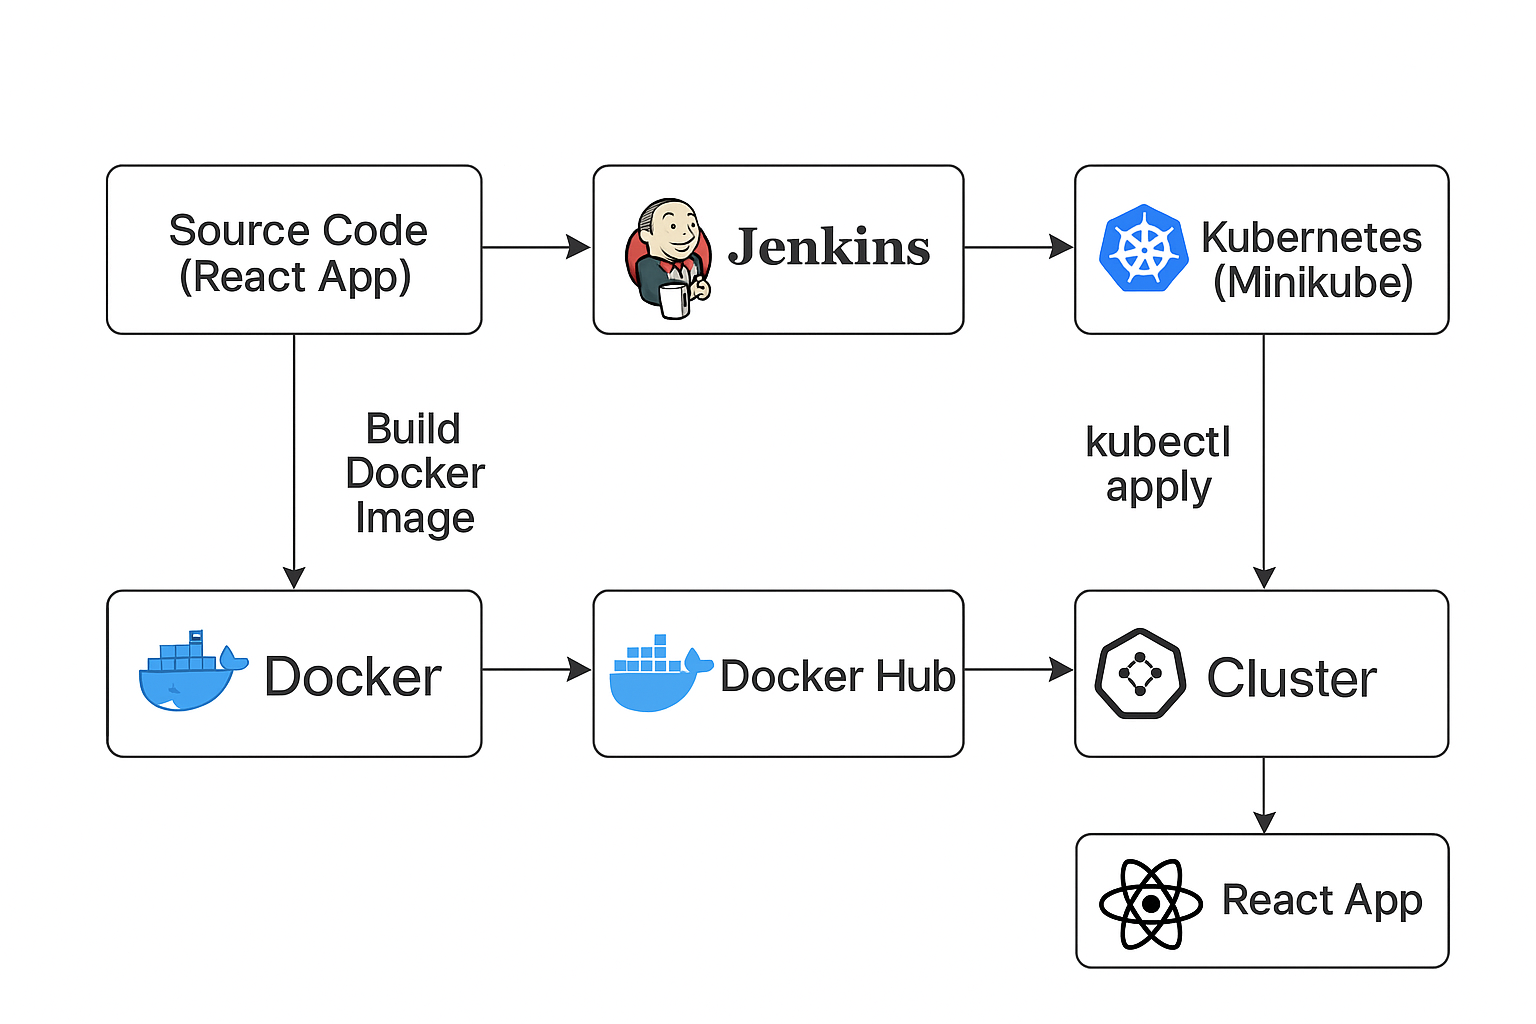 Source Code
(React App)
Jenkins
Kubernetes
(Minikube)
Build
Docker
Image
kubectl
apply
Docker
Docker Hub
Cluster
React App